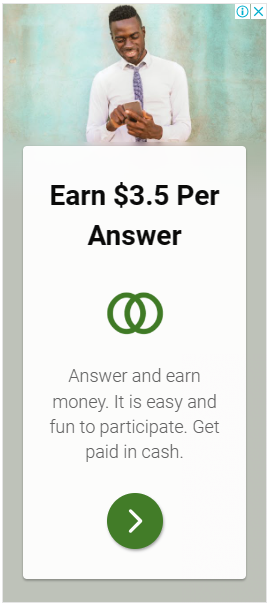 Earn $3.5 Per
Answer
Answer and earn
money. It is easy and
fun to participate. Get
paid in cash.